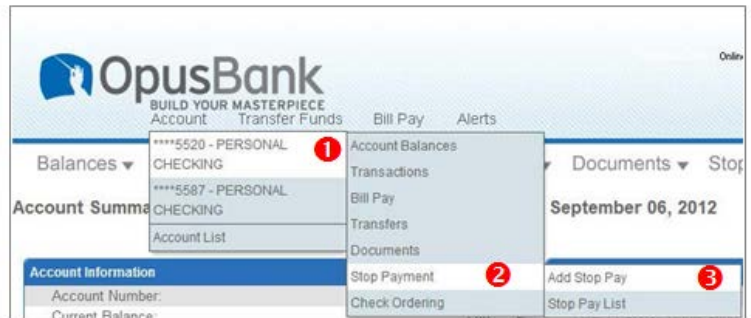 Online
OpusBank
BUILD YOUR MASTERPIECE
Account Transfer Funds Bill Pay Alerts
****5520 - PERSONAL
CHECKING
1
****5587 - PERSONAL
CHECKING
Account List
Account Balances
Transactions
Bill Pay
Transfers
Documents
Stop Payment 2
Check Ordering
Add Stop Pay 3
Stop Pay List
Balances Documents Stop
Account Summa September 06, 2012
Account Information
Account Number:
Current Balance: